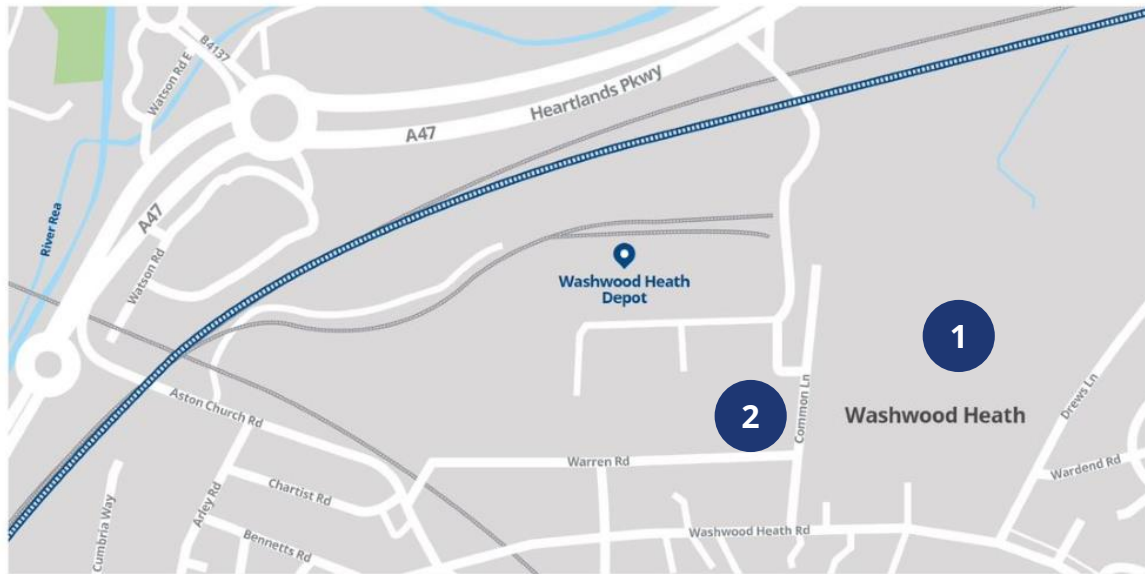 B4137
Watson Rd E
Heartlands Pkwy
A47
River Rea
A47
Watson Rd
Washwood Heath
Depot
1
2
Common Ln
Washwood Heath
Drews Ln
Aston Church Rd
Warren Rd
Wardend Rd
Chartist Rd
Arley Rd
Cumbria Way
Bennetts Rd
Washwood Heath Rd